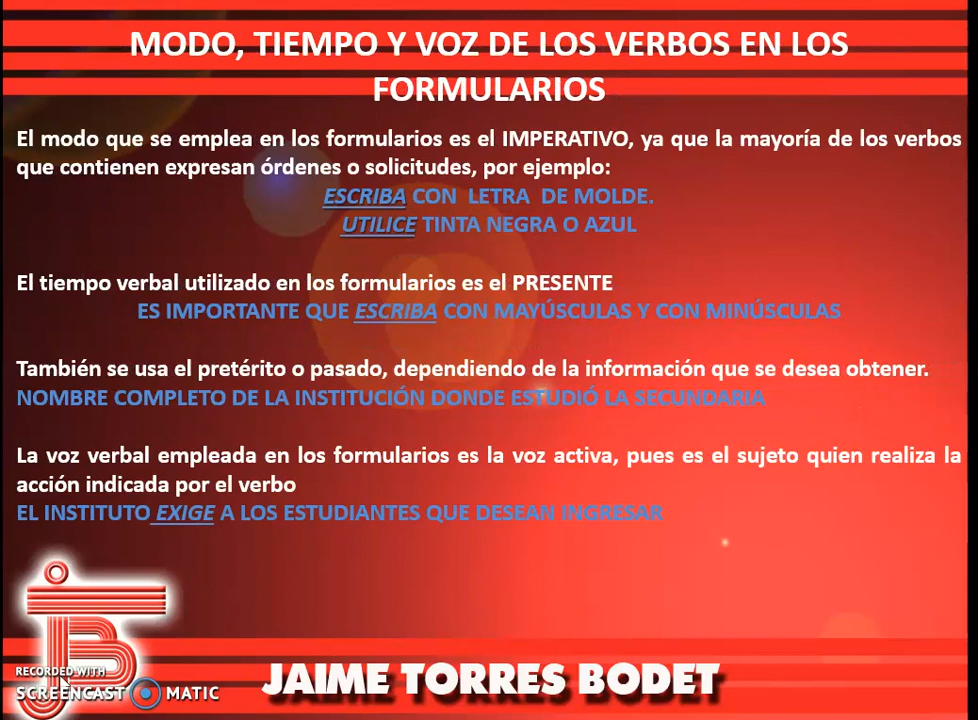 MODO, TIEMPO Y VOZ DE LOS VERBOS EN LOS
FORMULARIOS
El modo que se emplea en los formularios es el IMPERATIVO, ya que la mayoría de los verbos
que contienen expresan órdenes o solicitudes, por ejemplo:
ESCRIBA CON LETRA DE MOLDE.
UTILICE TINTA NEGRA O AZUL
El tiempo verbal utilizado en los formularios es el PRESENTE
ES IMPORTANTE QUE ESCRIBA CON MAYÚSCULAS Y CON MINÚSCULAS
También se usa el pretérito o pasado, dependiendo de la información que se desea obtener.
NOMBRE COMPLETO DE LA INSTITUCIÓN DONDE ESTUDIÓ LA SECUNDARIA
La voz verbal empleada en los formularios es la voz activa, pues es el sujeto quien realiza la
acción indicada por el verbo
EL INSTITUTO EXIGE A LOS ESTUDIANTES QUE DESEAN INGRESAR
RECORDED WITH
SCREENCAST MATIC
JAIME TORRES BODET